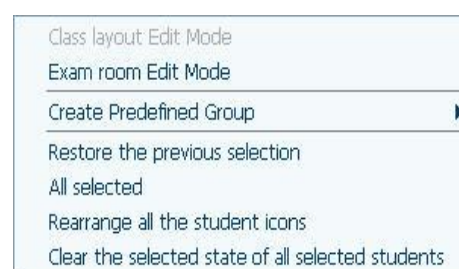 Class layout Edit Mode
Exam room Edit Mode
Create Predefined Group
Restore the previous selection
All selected
Rearrange all the student icons
Clear the selected state of all selected students